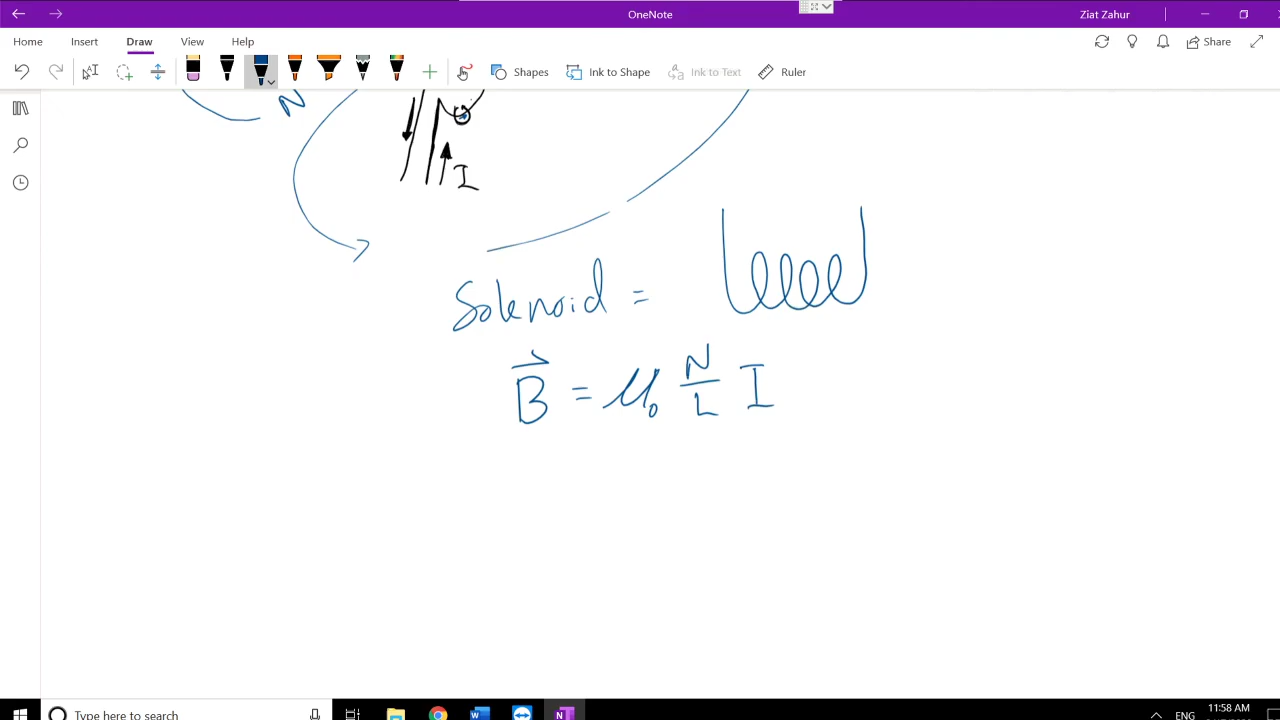 OneNote
Ziat Zahur
Home Insert Draw View Help
Share
Shapes Ink to Shape Ink to Text Ruler
N
I
Solenoid =
B⃗ = μ₀ N/L I
Type here to search
ENG
11:58 AM